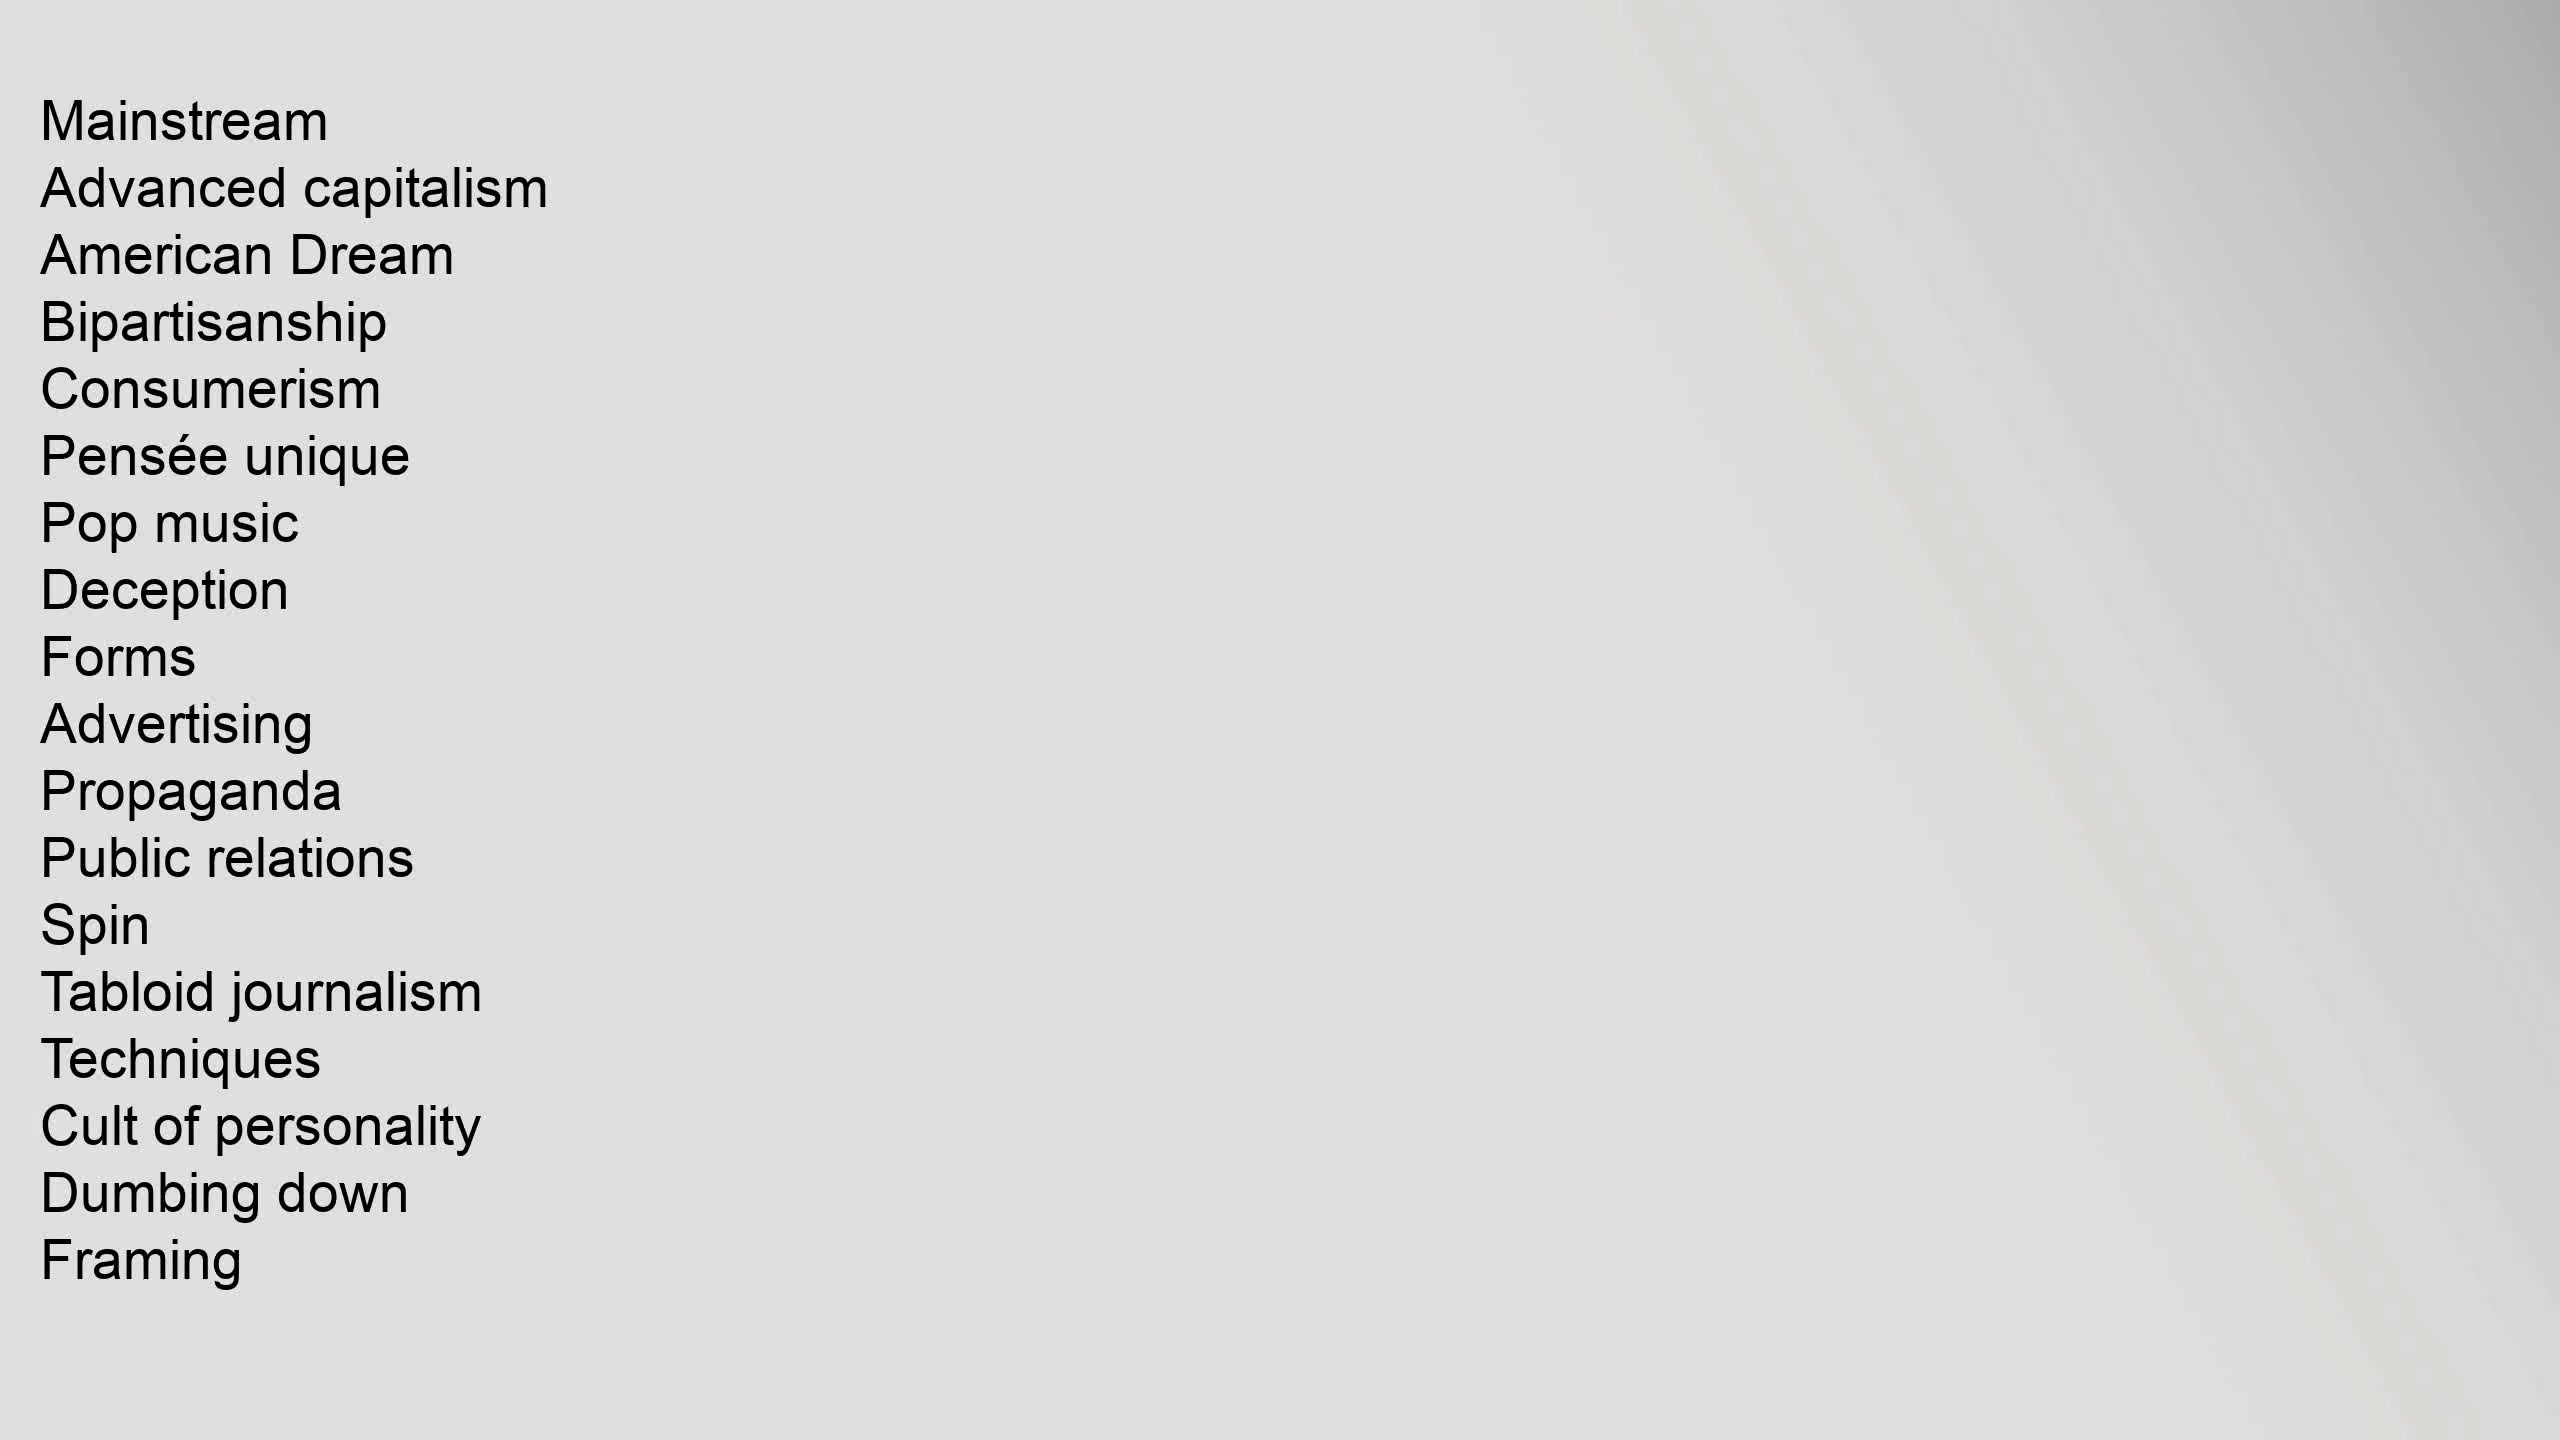 Mainstream
Advanced capitalism
American Dream
Bipartisanship
Consumerism
Pensée unique
Pop music
Deception
Forms
Advertising
Propaganda
Public relations
Spin
Tabloid journalism
Techniques
Cult of personality
Dumbing down
Framing